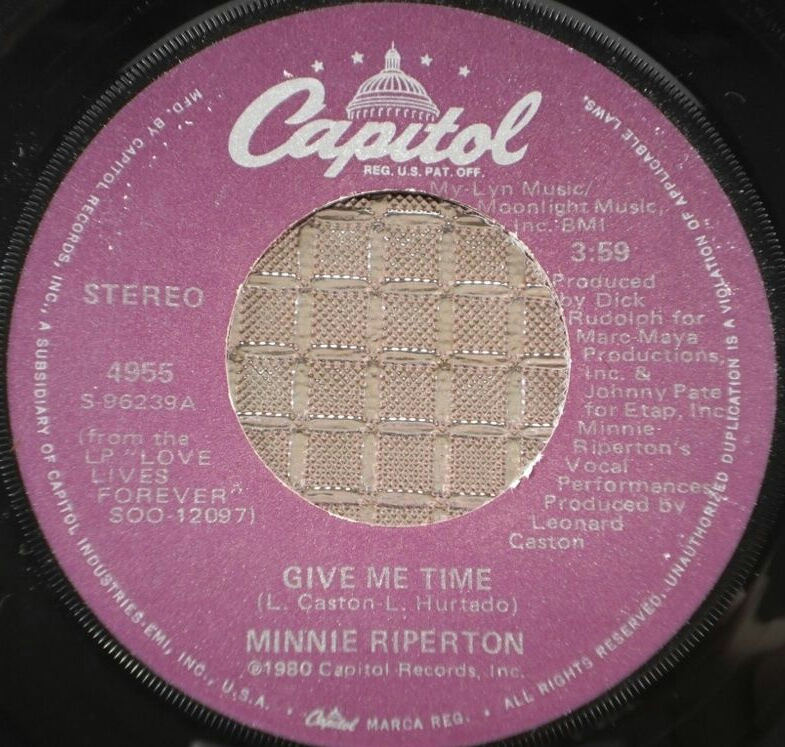 Capitol
REG. U.S. PAT. OFF.
My-Lyn Music/
Moonlight Music,
Inc. BMI
3:59
Produced
by Dick
Rudolph for
Marc-Maya
Productions,
Inc. &
Johnny Pate
for Etap, Inc.
Minnie
Riperton's
Vocal
Performances
Produced by
Leonard
Caston
STEREO
4955
S-96239A
(from the
LP "LOVE
LIVES
FOREVER"
SOO-12097)
GIVE ME TIME
(L. Caston-L. Hurtado)
MINNIE RIPERTON
℗1980 Capitol Records, Inc.
MFD. BY CAPITOL RECORDS, INC., A SUBSIDIARY OF CAPITOL INDUSTRIES-EMI, INC., U.S.A. • Capitol MARCA REG. • ALL RIGHTS RESERVED. UNAUTHORIZED DUPLICATION IS A VIOLATION OF APPLICABLE LAWS.